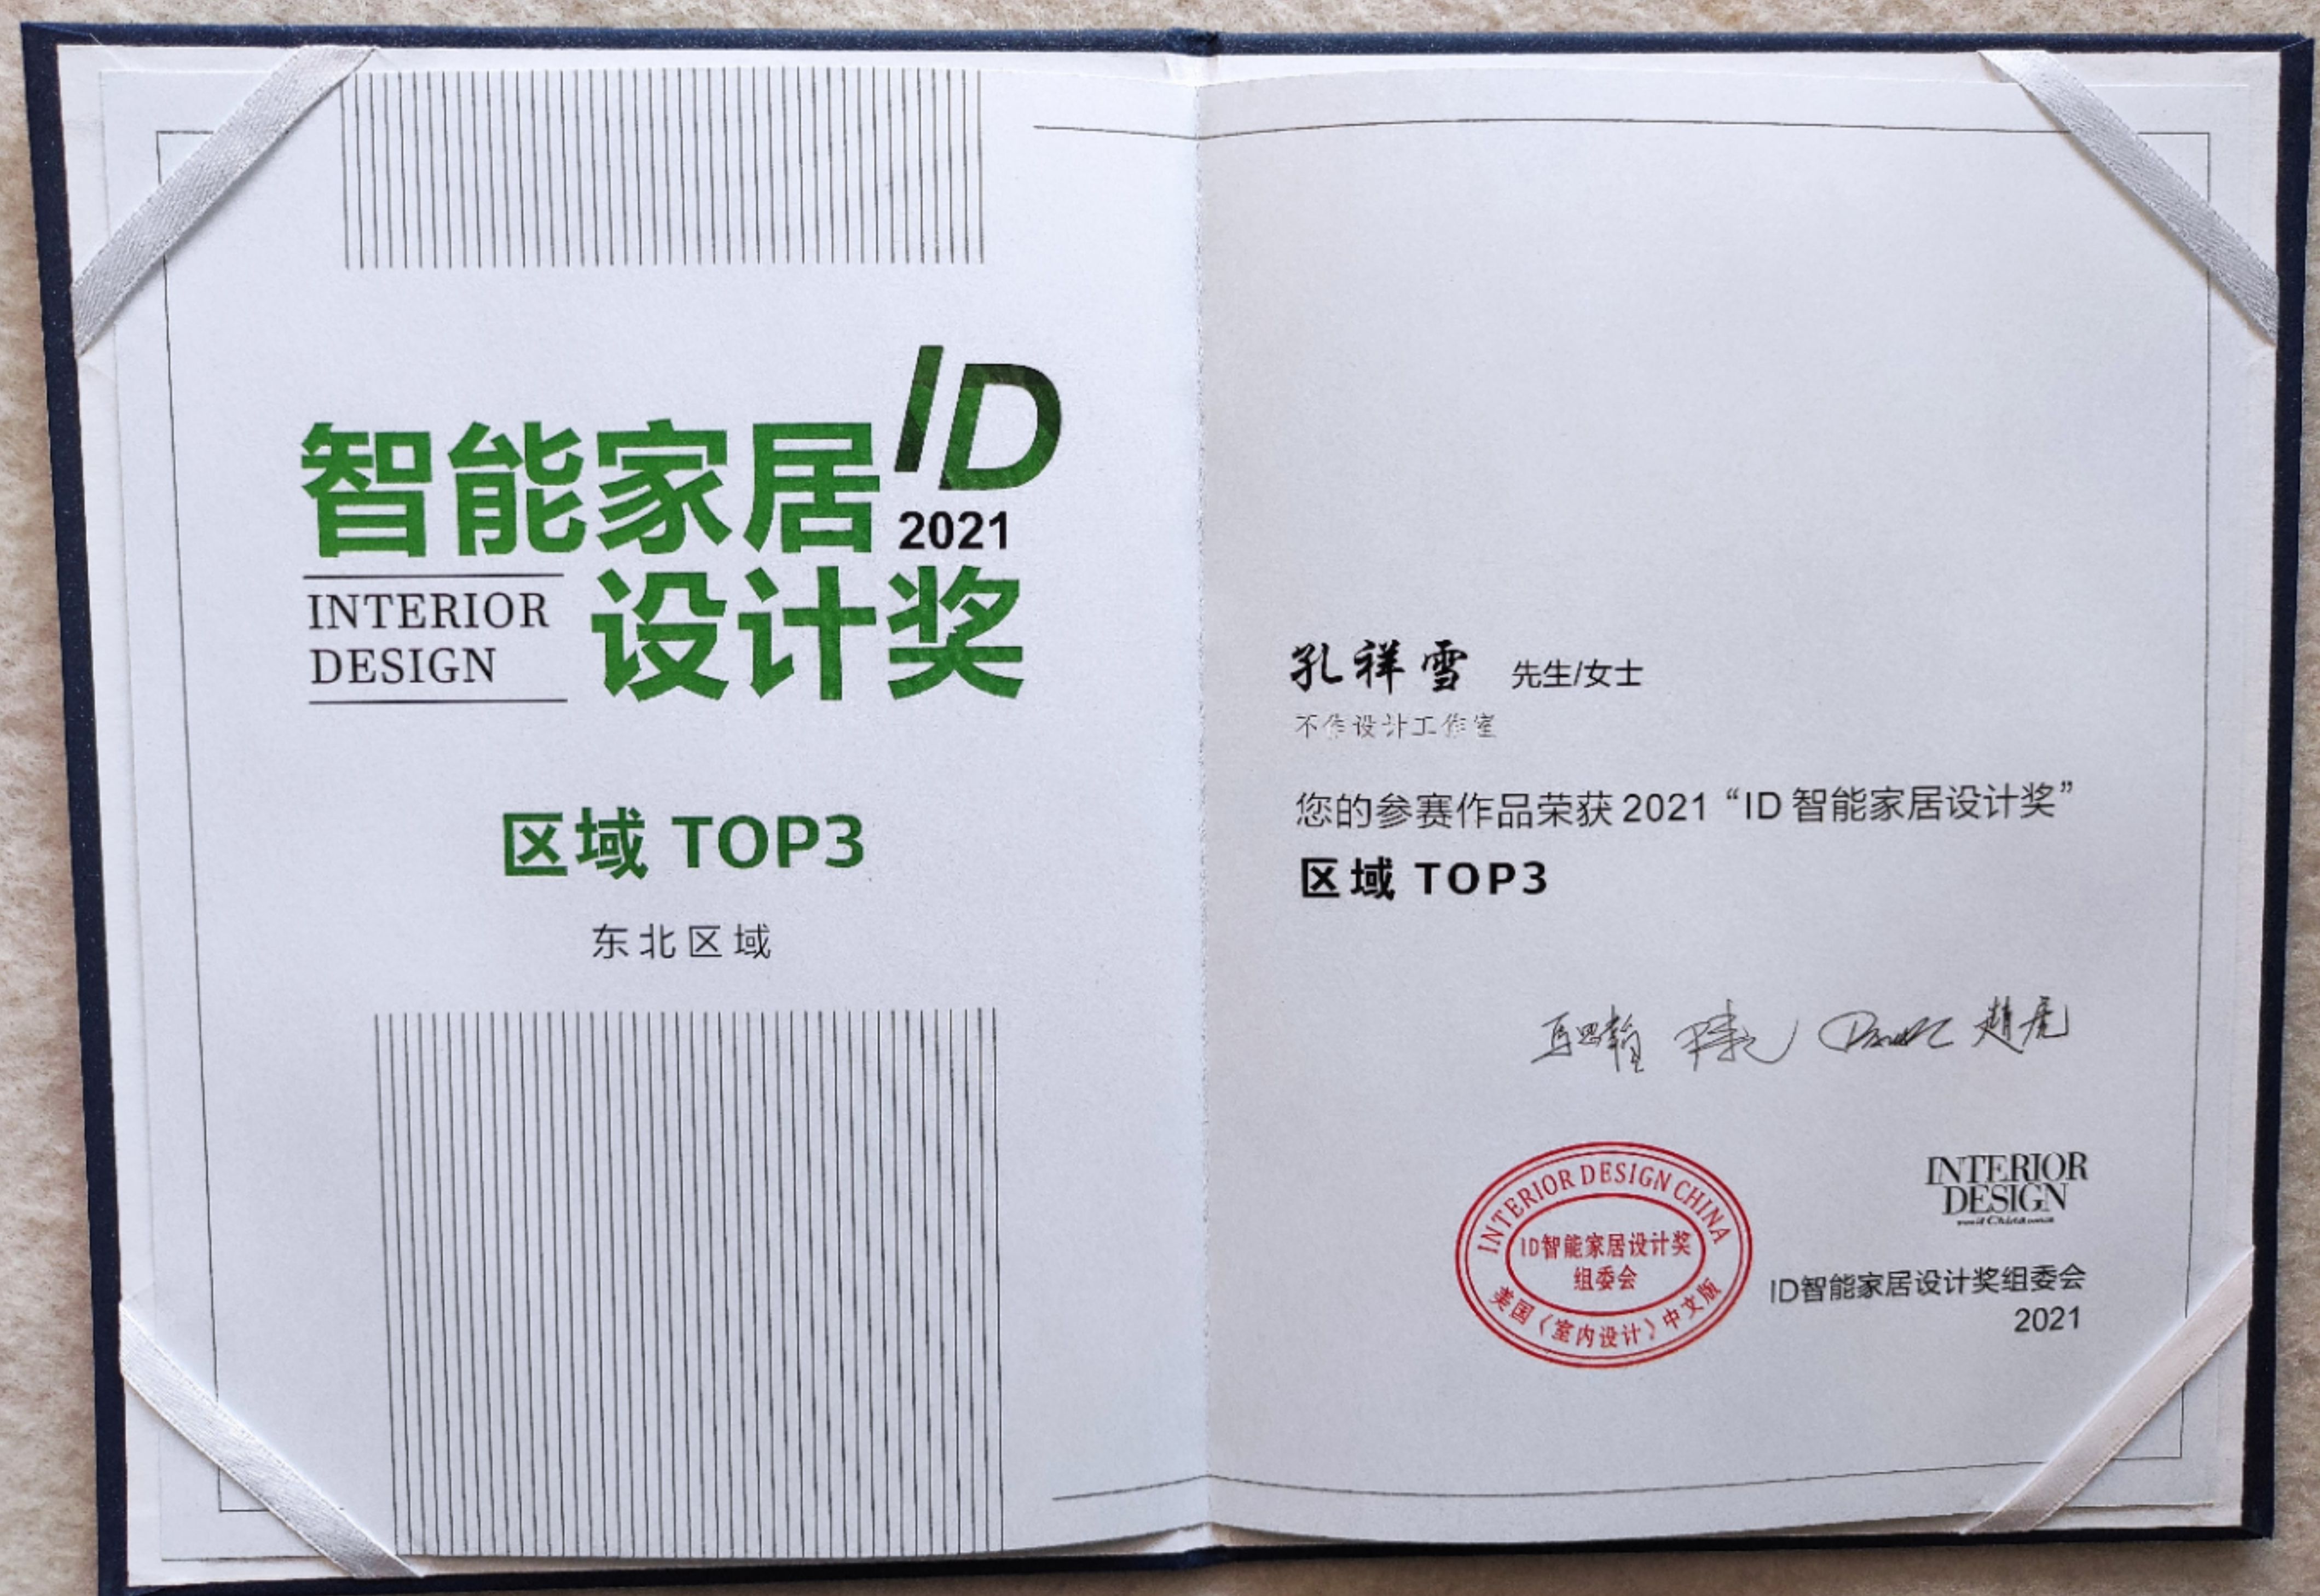 智能家居ID
2021
INTERIOR
DESIGN
设计奖
区域 TOP3
东北区域
孔祥雪 先生/女士
不作设计工作室
您的参赛作品荣获 2021 “ID 智能家居设计奖”
区域 TOP3
INTERIOR DESIGN CHINA
ID智能家居设计奖
组委会
美国《室内设计》中文版
INTERIOR
DESIGN
ID智能家居设计奖组委会
2021